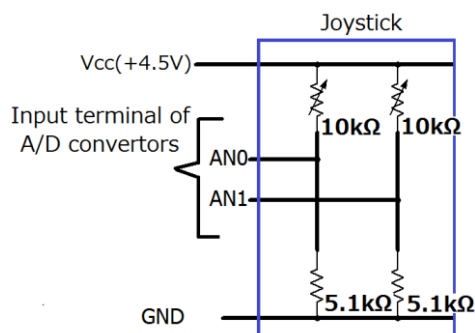 Joystick
Vcc(+4.5V)
Input terminal of
A/D convertors
10kΩ
10kΩ
AN0
AN1
5.1kΩ
5.1kΩ
GND